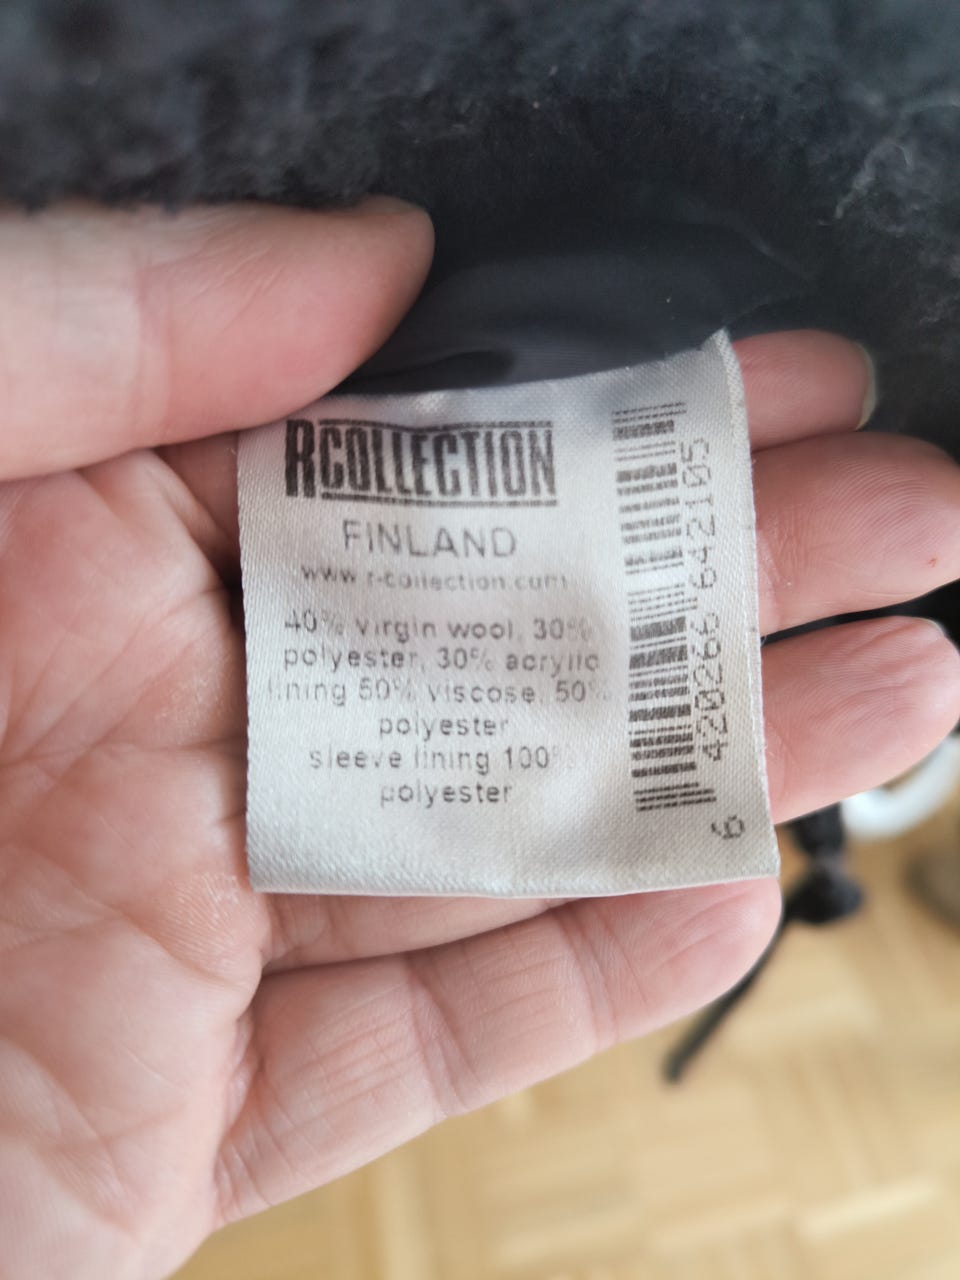 RCOLLECTION
FINLAND
www.r-collection.com
40% virgin wool, 30%
polyester, 30% acrylic
lining 50% viscose, 50%
polyester
sleeve lining 100%
polyester
6 420266 642105